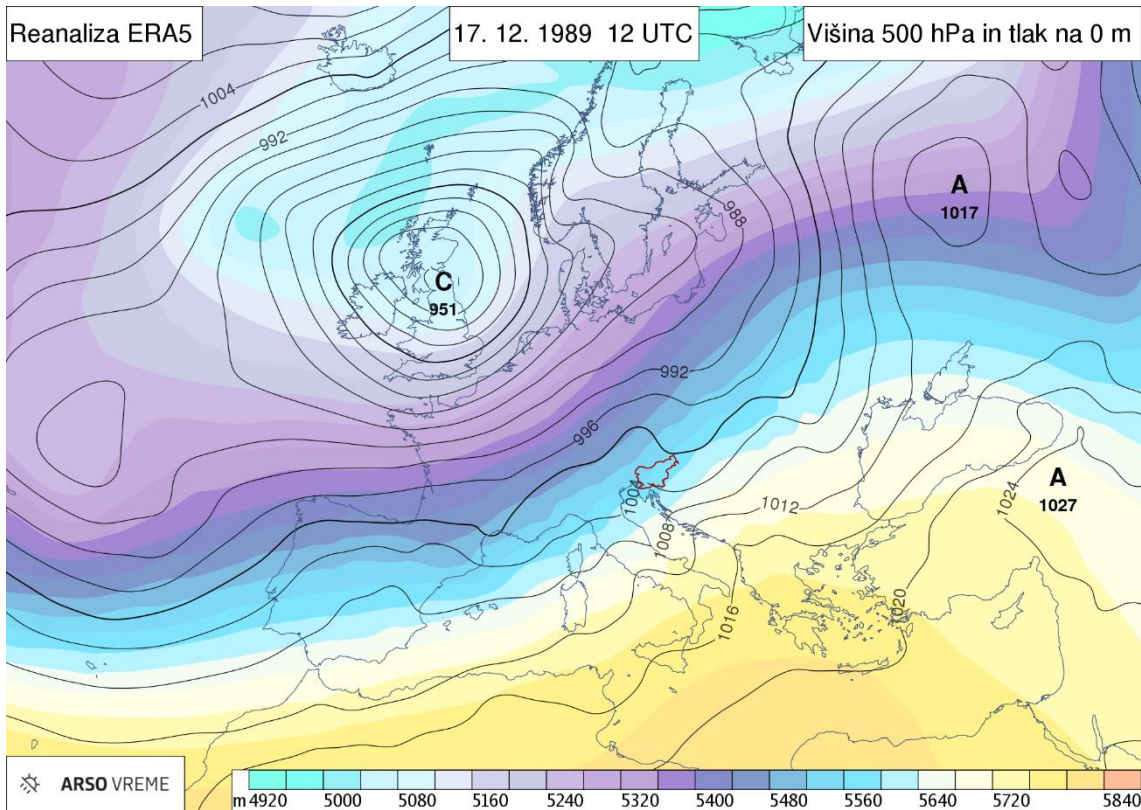 Reanaliza ERA5
17. 12. 1989 12 UTC
Višina 500 hPa in tlak na 0 m
1004
992
A
1017
988
C
951
992
996
1004
1012
1024
A
1027
1008
1020
1016
ARSO VREME
m 4920 5000 5080 5160 5240 5320 5400 5480 5560 5640 5720 5840